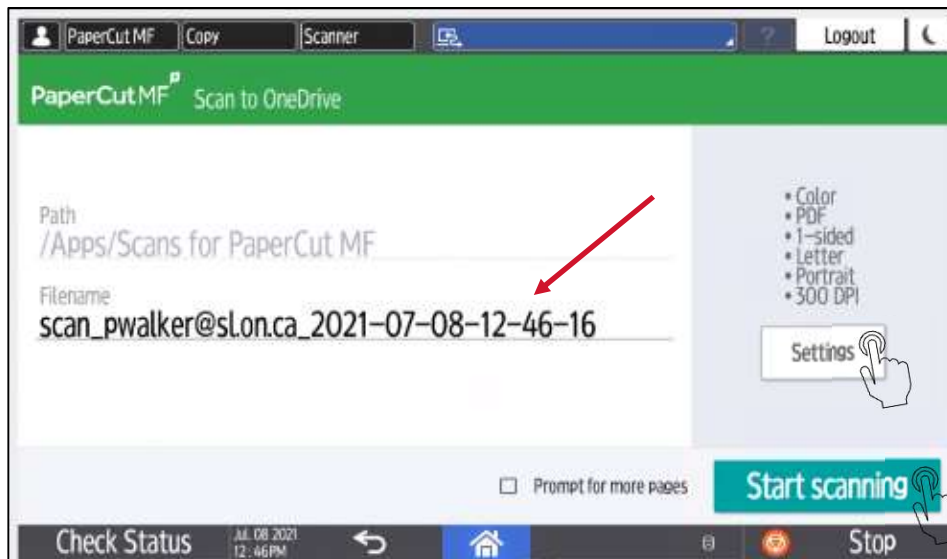 PaperCut MF Copy Scanner ? Logout
PaperCutMF Scan to OneDrive
Path
/Apps/Scans for PaperCut MF
Filename
scan_pwalker@sl.on.ca_2021-07-08-12-46-16
• Color
• PDF
• 1-sided
• Letter
• Portrait
• 300 DPI
Settings
Prompt for more pages
Start scanning
Check Status
JUL 08 2021
12:46PM
Stop